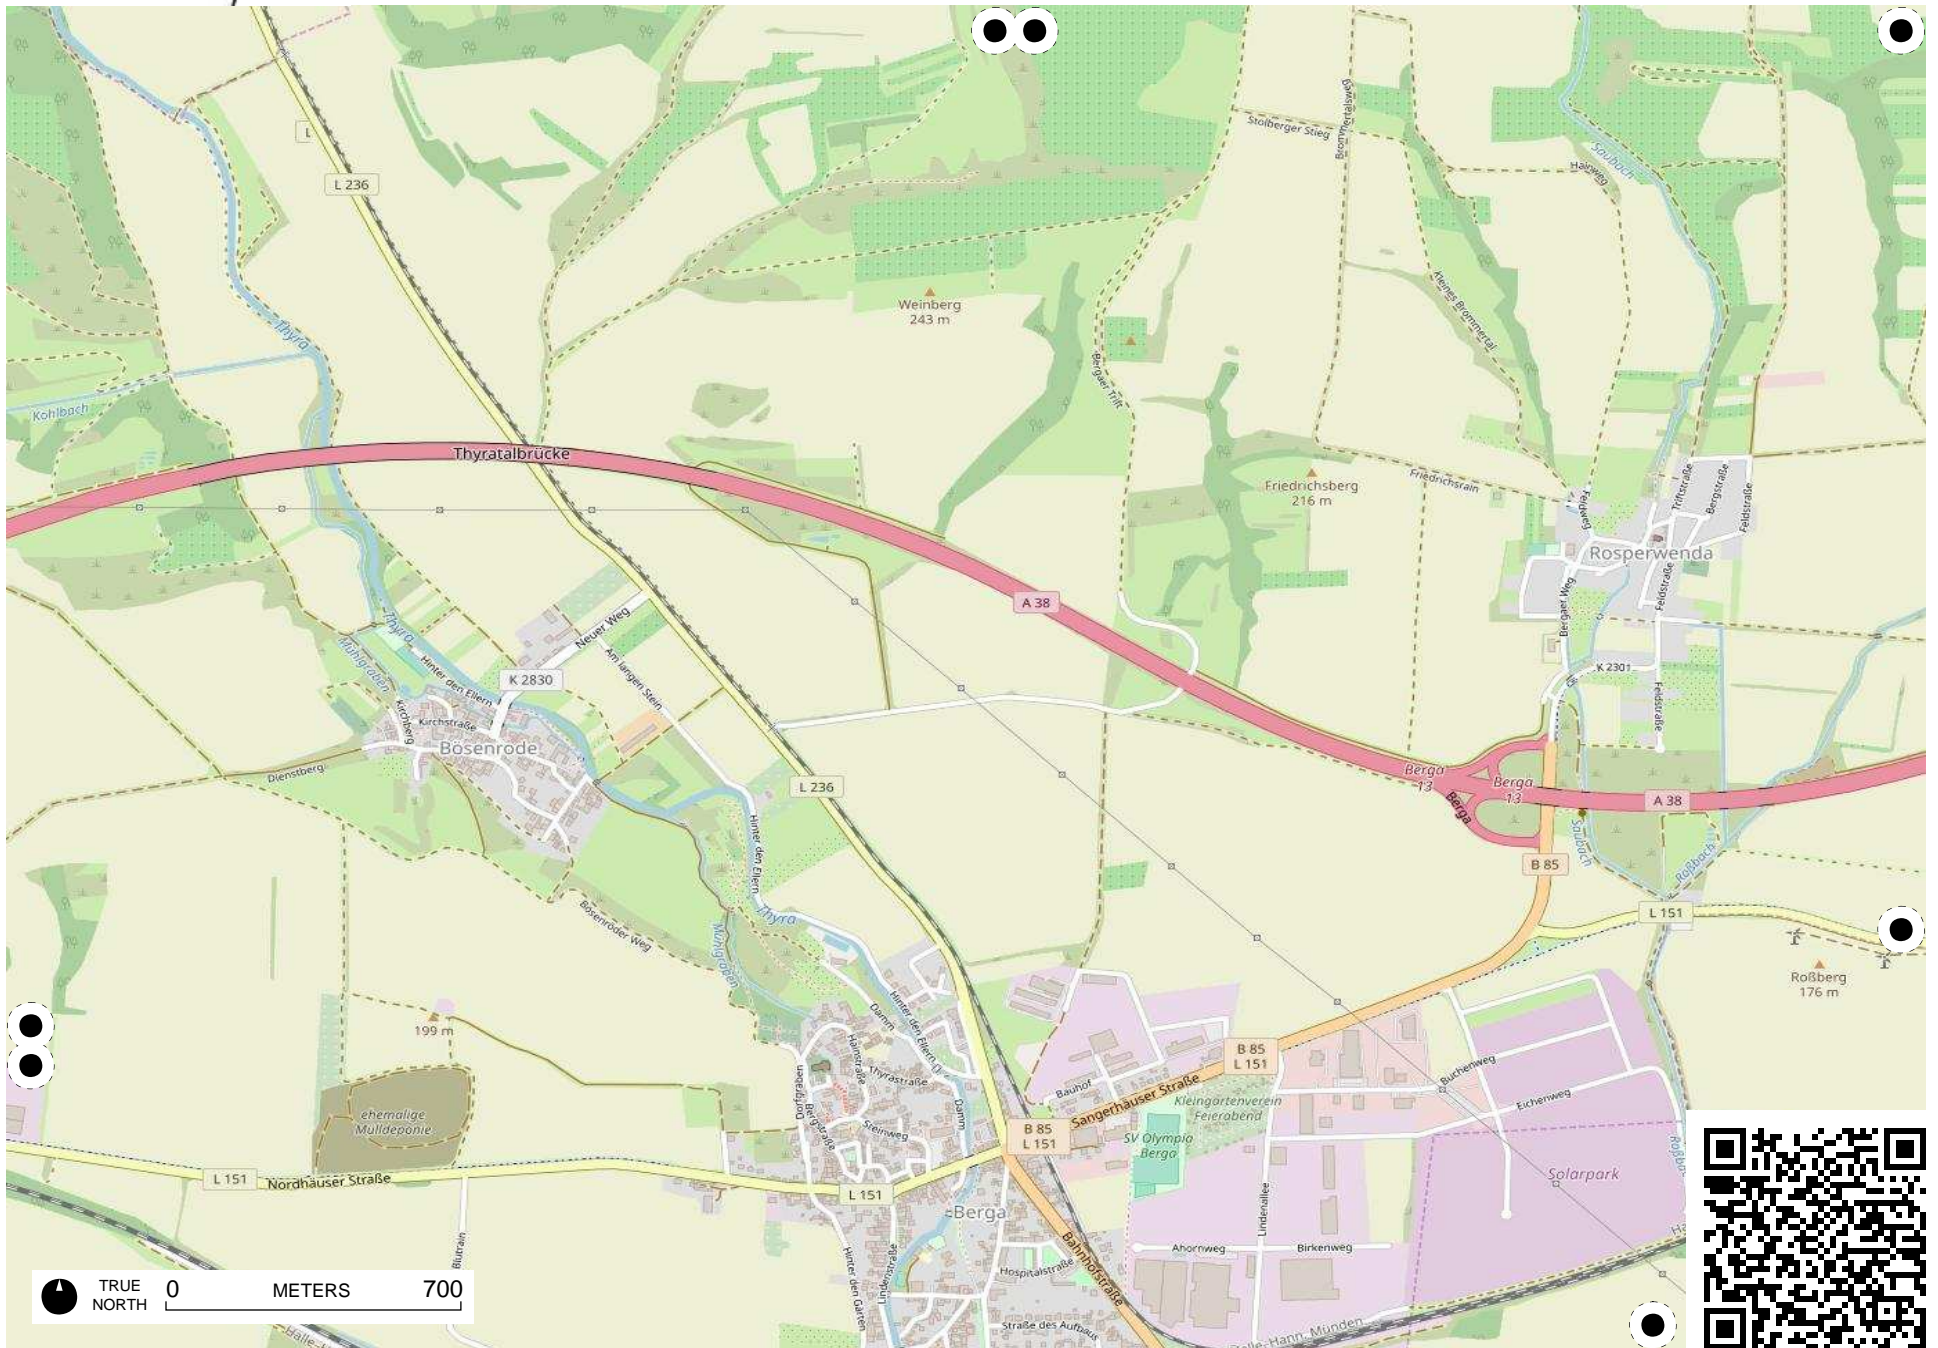 L
L 236
Stolberger Stieg
Brommertalsweg
Saubach
Hainweg
Thyra
Weinberg
243 m
Kleines Brommertal
Kohlbach
Bergaer Trift
Thyratalbrücke
Friedrichsberg
216 m
Friedrichsrain
Feldweg
Triftstraße
Bergstraße
Feldstraße
Rosperwenda
A 38
Bergaer Weg
Feldstraße
Thyra
Mühlgraben
Hinter den Ellern
Neuer Weg
K 2830
Am langen Stein
K 2301
Feldstraße
Kirchberg
Kirchstraße
Bösenrode
Dienstberg
L 236
Berga
13
Berga
13
Berga
A 38
Hinter den Ellern
Saubach
Roßbach
B 85
L 151
Bösenröder Weg
Thyra
Mühlgraben
Roßberg
176 m
199 m
Damm
Hinter den Ellern
Hainstraße
Thyrastraße
Dorfgraben
Bergstraße
Steinweg
Damm
ehemalige
Mülldeponie
Bauhof
Sangerhäuser Straße
B 85
L 151
Buchenweg
Eichenweg
Kleingartenverein
Feierabend
B 85
L 151
SV Olympia
Berga
Solarpark
L 151
Nordhäuser Straße
L 151
Berga
Lindenallee
Ahornweg
Birkenweg
Blutrain
Hinter den Gärten
Lindenstraße
Hospitalstraße
Bahnhofstraße
Straße des Aufbaus
TRUE
NORTH
0 METERS 700